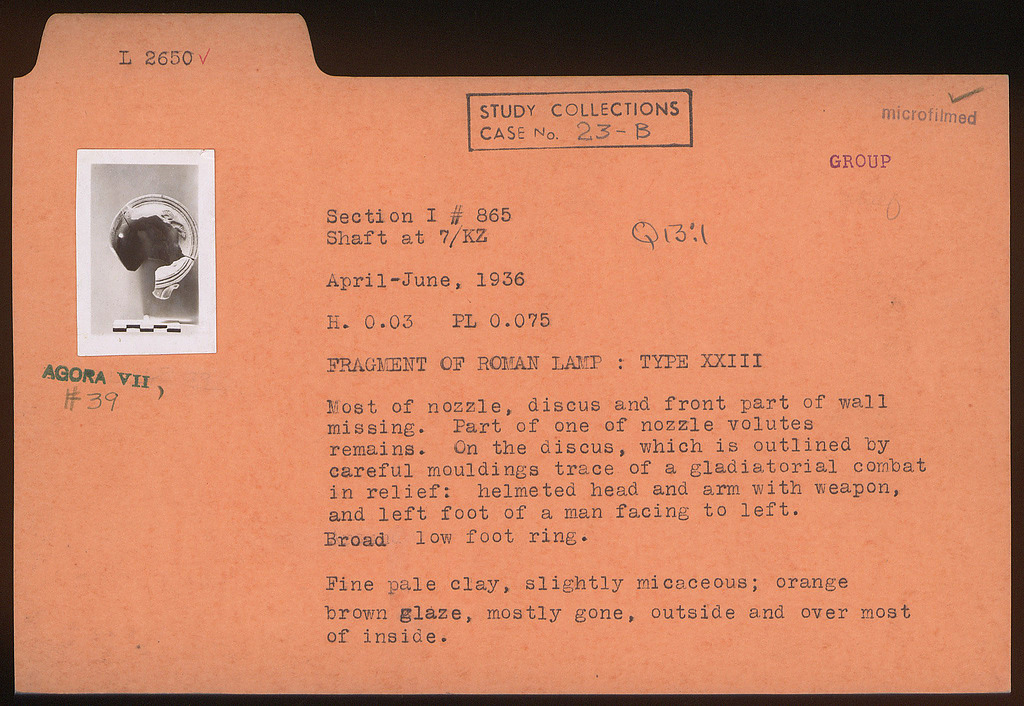 L 2650 ✓
STUDY COLLECTIONS
CASE No. 23-B
microfilmed
GROUP
Section I # 865
Shaft at 7/KZ
Q13:1
April-June, 1936
H. 0.03 PL 0.075
FRAGMENT OF ROMAN LAMP : TYPE XXIII
AGORA VII,
#39
Most of nozzle, discus and front part of wall
missing. Part of one of nozzle volutes
remains. On the discus, which is outlined by
careful mouldings trace of a gladiatorial combat
in relief: helmeted head and arm with weapon,
and left foot of a man facing to left.
Broad low foot ring.
Fine pale clay, slightly micaceous; orange
brown glaze, mostly gone, outside and over most
of inside.